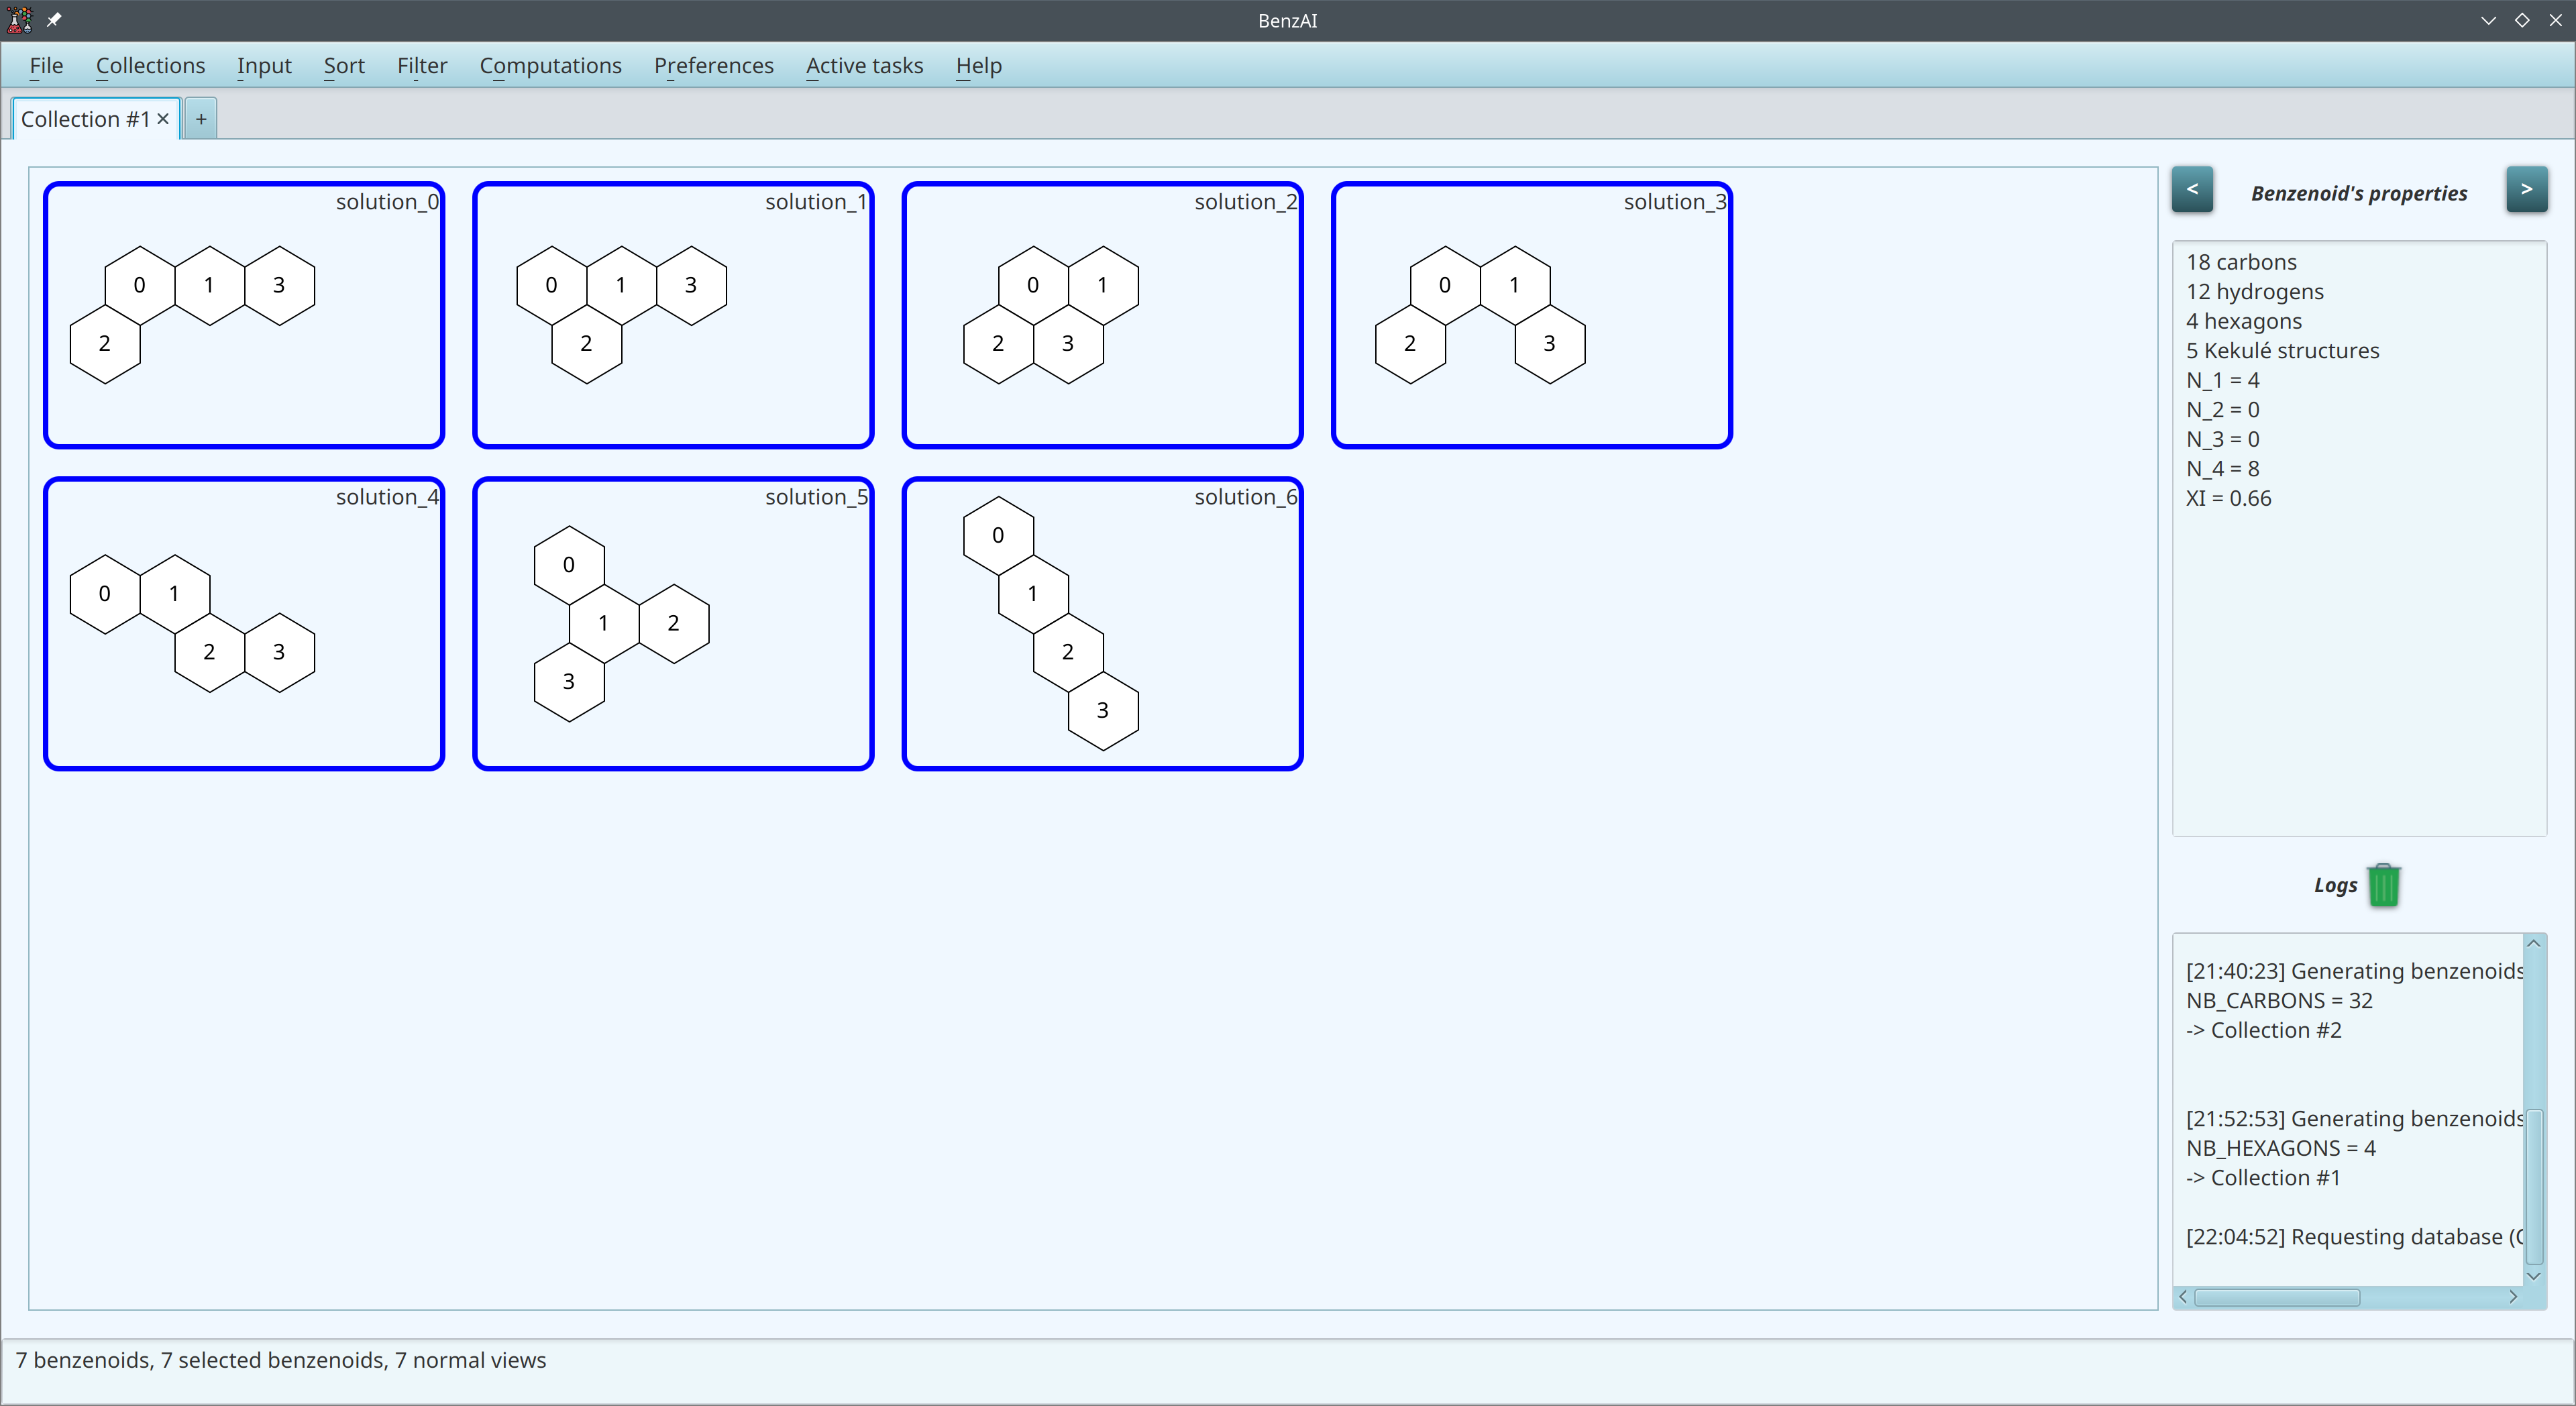 BenzAI
File Collections Input Sort Filter Computations Preferences Active tasks Help
Collection #1 × +
solution_0
0 1 3
2
solution_1
0 1 3
2
solution_2
0 1
2 3
solution_3
0 1
2 3
solution_4
0 1
2 3
solution_5
0
1 2
3
solution_6
0
1
2
3
< Benzenoid's properties >
18 carbons
12 hydrogens
4 hexagons
5 Kekulé structures
N_1 = 4
N_2 = 0
N_3 = 0
N_4 = 8
XI = 0.66
Logs
[21:40:23] Generating benzenoids
NB_CARBONS = 32
-> Collection #2
[21:52:53] Generating benzenoids
NB_HEXAGONS = 4
-> Collection #1
[22:04:52] Requesting database (
7 benzenoids, 7 selected benzenoids, 7 normal views